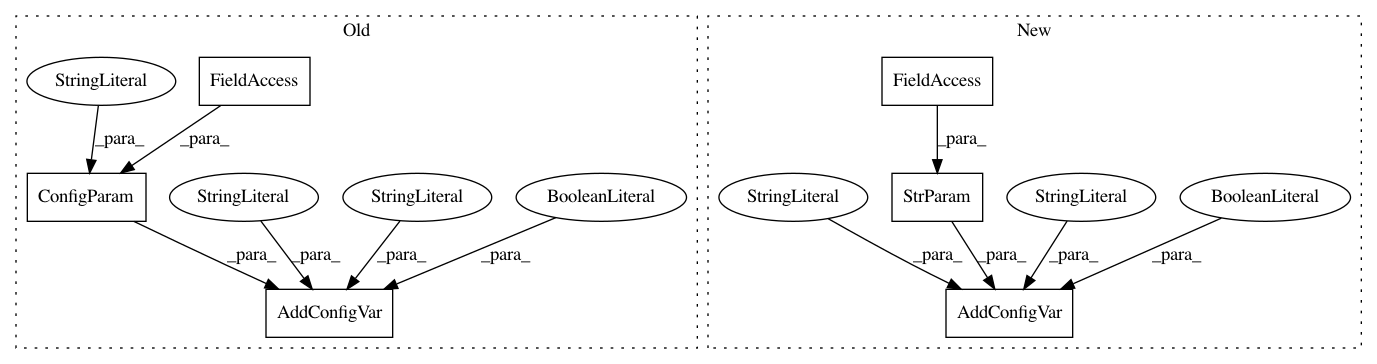 Old
New
StringLiteral
FieldAccess
FieldAccess
_para_
_para_
_para_
ConfigParam
StringLiteral
StringLiteral
BooleanLiteral
StringLiteral
StrParam
StringLiteral
BooleanLiteral
_para_
_para_
_para_
_para_
_para_
_para_
_para_
_para_
AddConfigVar
AddConfigVar